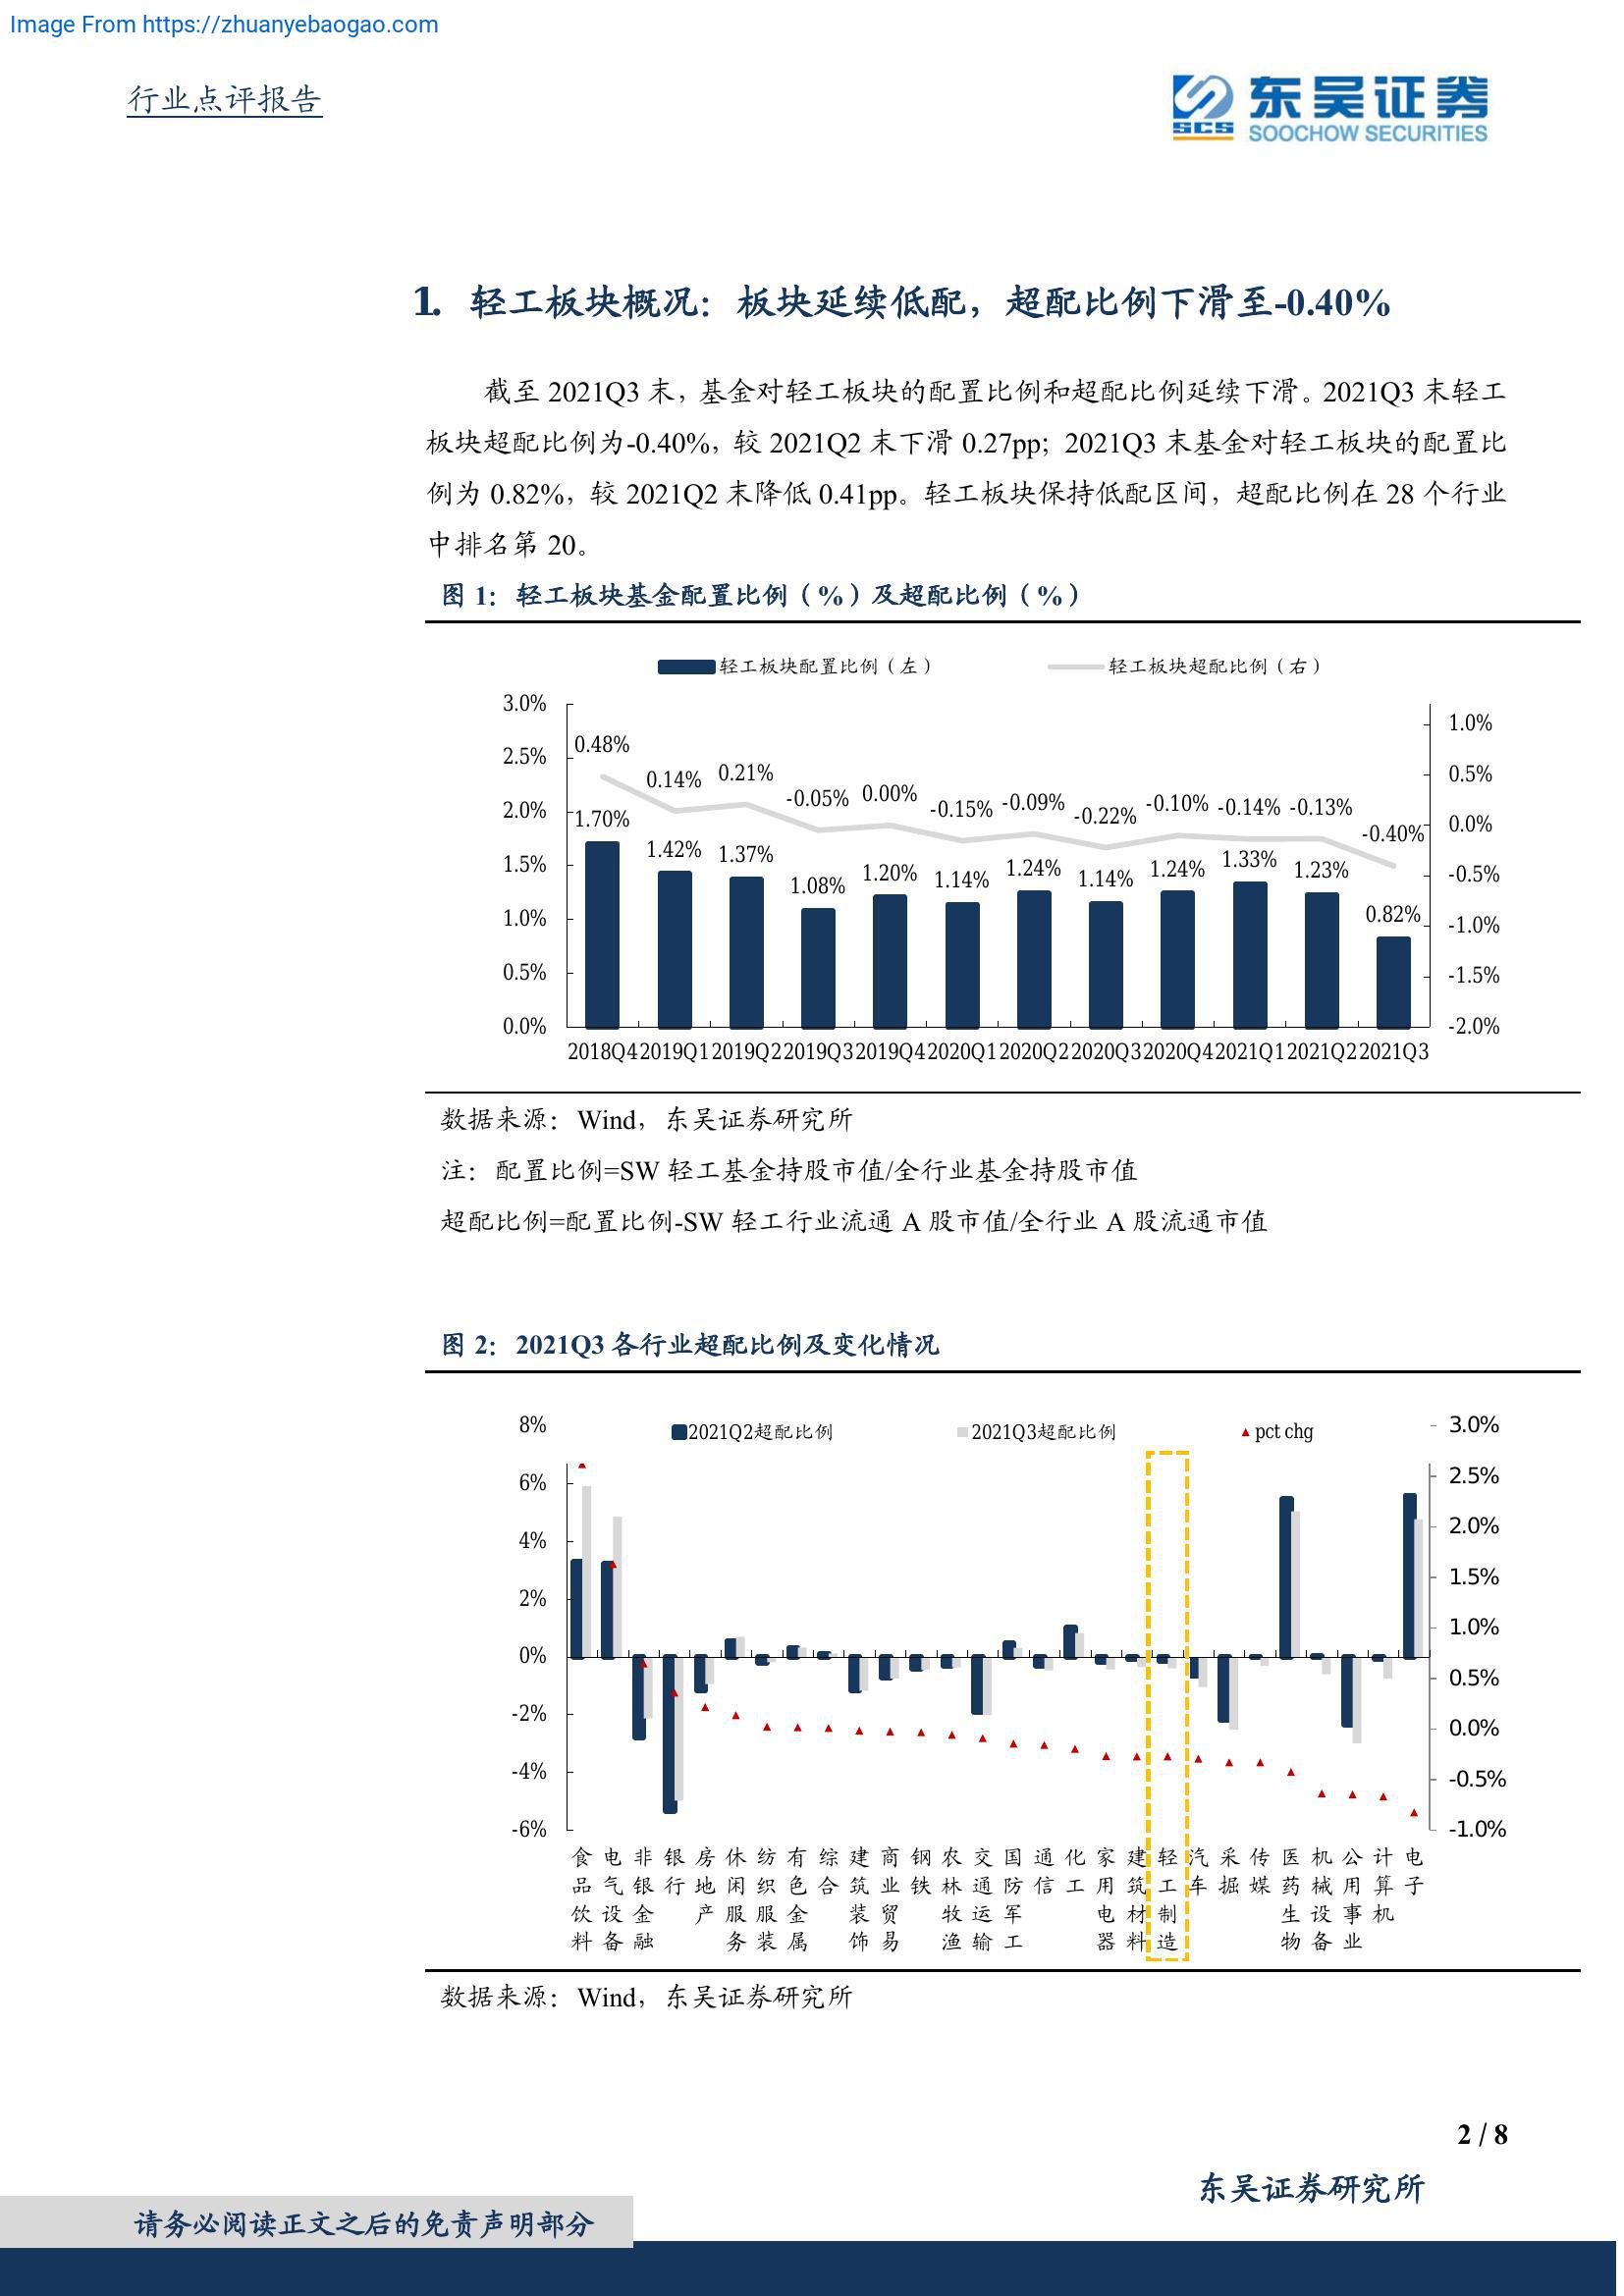 Image From https://zhuanyebaogao.com
行业点评报告
东吴证券
SCS
SOOCHOW SECURITIES
1. 轻工板块概况：板块延续低配，超配比例下滑至-0.40%
截至 2021Q3 末，基金对轻工板块的配置比例和超配比例延续下滑。2021Q3 末轻工
板块超配比例为-0.40%，较 2021Q2 末下滑 0.27pp；2021Q3 末基金对轻工板块的配置比
例为 0.82%，较 2021Q2 末降低 0.41pp。轻工板块保持低配区间，超配比例在 28 个行业
中排名第 20。
图 1：轻工板块基金配置比例（%）及超配比例（%）
轻工板块配置比例（左） 轻工板块超配比例（右）
3.0%
2.5%
2.0%
1.5%
1.0%
0.5%
0.0%
0.48% 0.14% 0.21% -0.05% 0.00% -0.15% -0.09% -0.22% -0.10% -0.14% -0.13% -0.40%
1.70% 1.42% 1.37% 1.08% 1.20% 1.14% 1.24% 1.14% 1.24% 1.33% 1.23% 0.82%
1.0%
0.5%
0.0%
-0.5%
-1.0%
-1.5%
-2.0%
2018Q4 2019Q1 2019Q2 2019Q3 2019Q4 2020Q1 2020Q2 2020Q3 2020Q4 2021Q1 2021Q2 2021Q3
数据来源：Wind，东吴证券研究所
注：配置比例=SW 轻工基金持股市值/全行业基金持股市值
超配比例=配置比例-SW 轻工行业流通 A 股市值/全行业 A 股流通市值
图 2：2021Q3 各行业超配比例及变化情况
2021Q2超配比例 2021Q3超配比例 pct chg
8%
6%
4%
2%
0%
-2%
-4%
-6%
3.0%
2.5%
2.0%
1.5%
1.0%
0.5%
0.0%
-0.5%
-1.0%
食品饮料 电气设备 非银金融 银行 房地产 休闲服务 纺织服装 有色金属 综合 建筑装饰 商业贸易 钢铁 农林牧渔 交通运输 国防军工 通信 化工 家用电器 建筑材料 轻工制造 汽车 采掘 传媒 医药生物 机械设备 公用事业 计算机 电子
数据来源：Wind，东吴证券研究所
2 / 8
东吴证券研究所
请务必阅读正文之后的免责声明部分